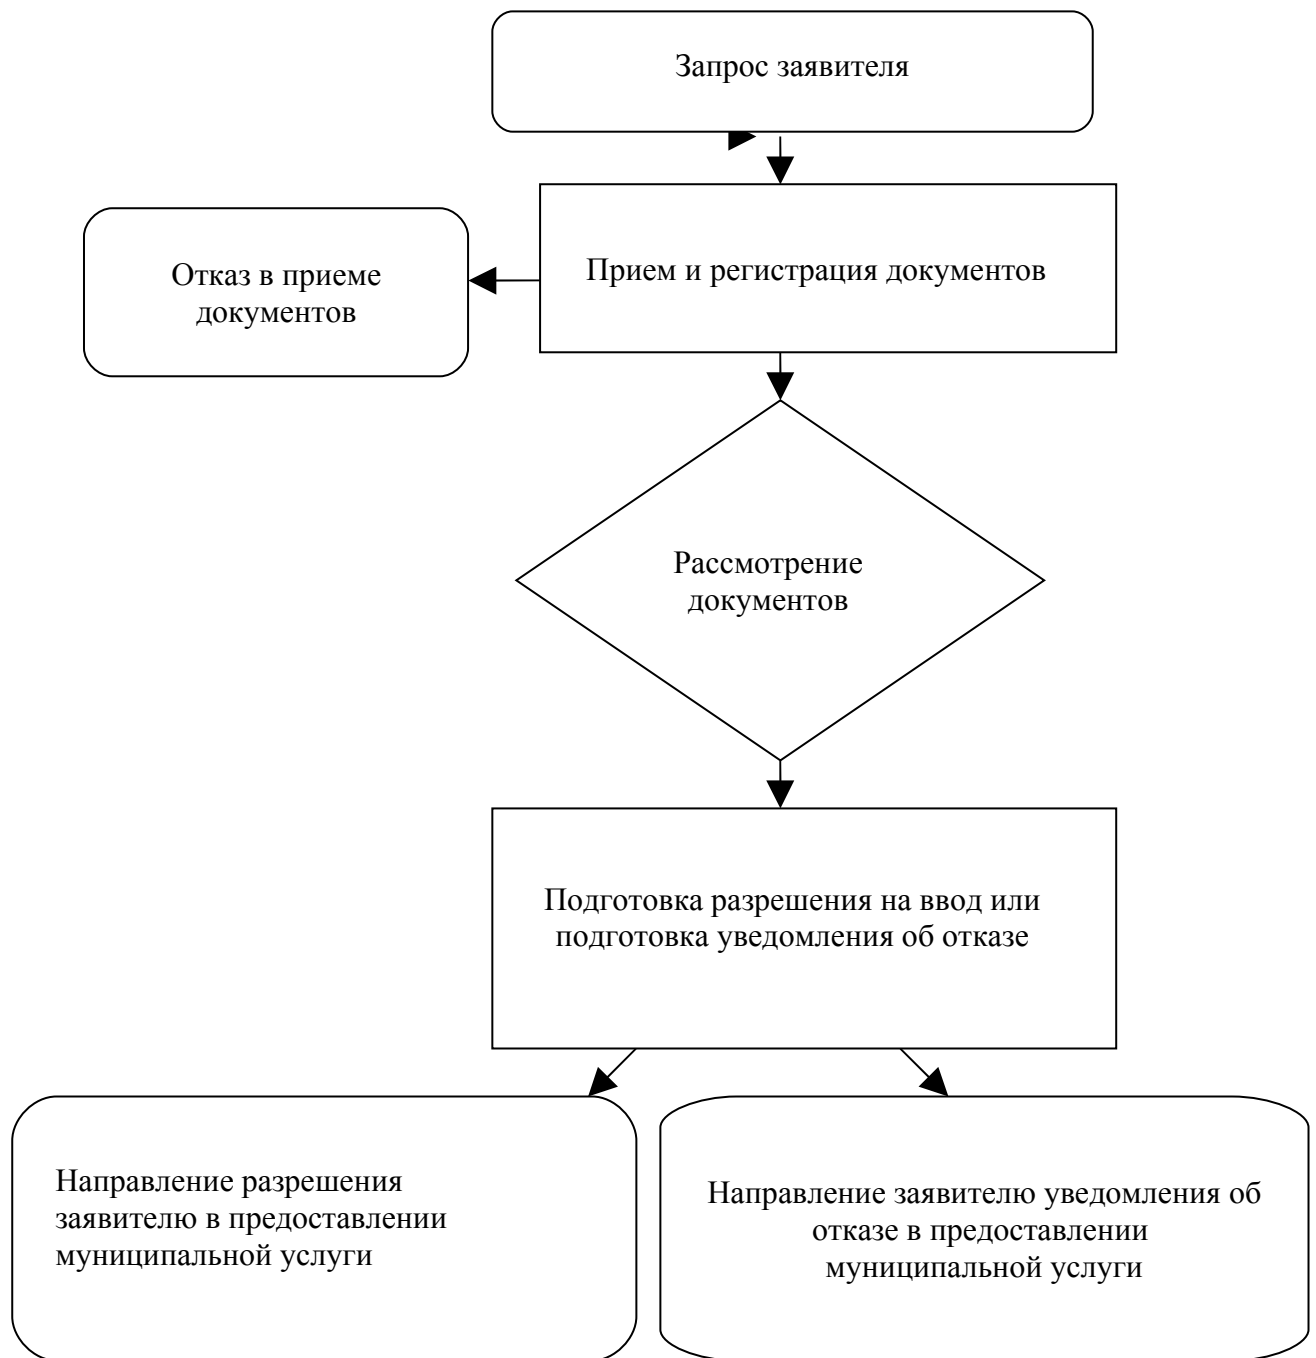 Запрос заявителя
Отказ в приеме
документов
Прием и регистрация документов
Рассмотрение
документов
Подготовка разрешения на ввод или
подготовка уведомления об отказе
Направление разрешения
заявителю в предоставлении
муниципальной услуги
Направление заявителю уведомления об
отказе в предоставлении
муниципальной услуги